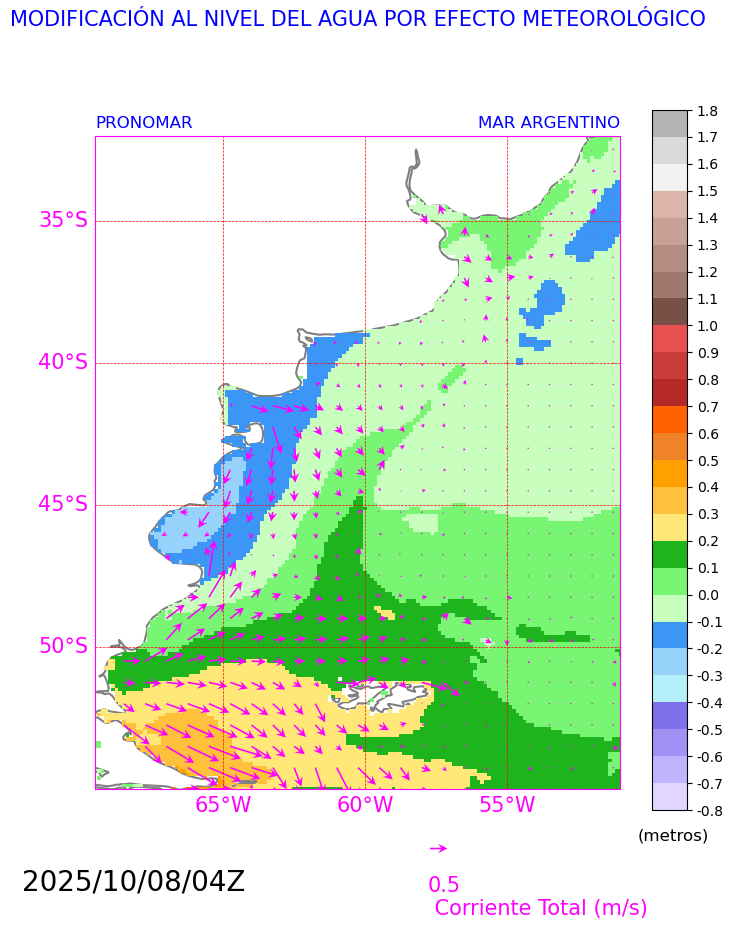 MODIFICACIÓN AL NIVEL DEL AGUA POR EFECTO METEOROLÓGICO
PRONOMAR
MAR ARGENTINO
35°S
40°S
45°S
50°S
65°W
60°W
55°W
1.8
1.7
1.6
1.5
1.4
1.3
1.2
1.1
1.0
0.9
0.8
0.7
0.6
0.5
0.4
0.3
0.2
0.1
0.0
-0.1
-0.2
-0.3
-0.4
-0.5
-0.6
-0.7
-0.8
(metros)
2025/10/08/04Z
0.5
Corriente Total (m/s)